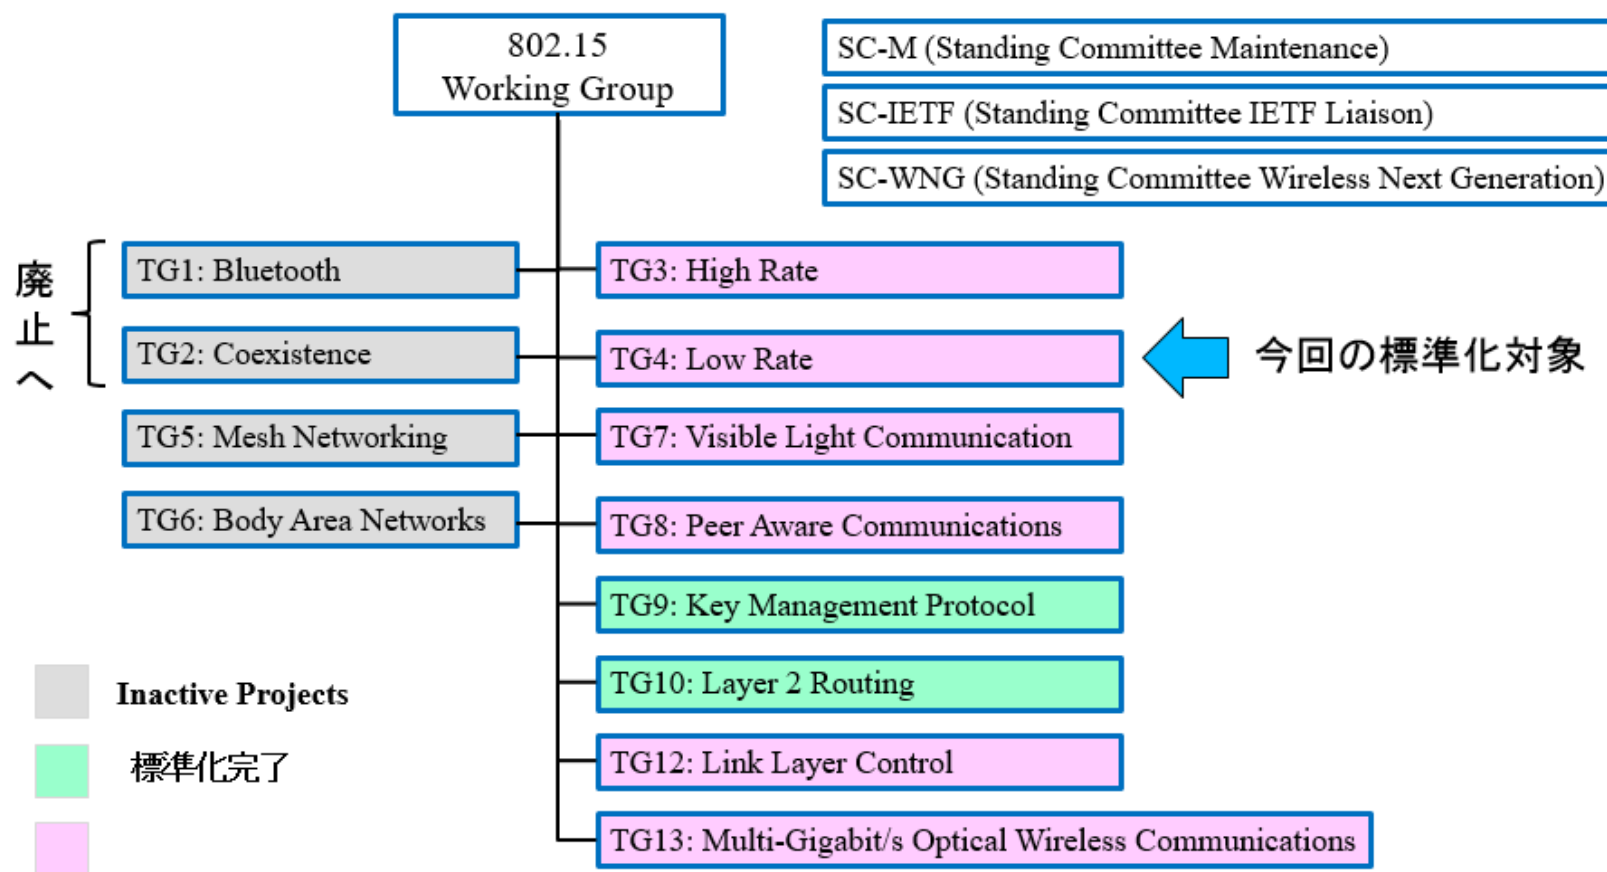 802.15
Working Group
SC-M (Standing Committee Maintenance)
SC-IETF (Standing Committee IETF Liaison)
SC-WNG (Standing Committee Wireless Next Generation)
廃止へ
TG1: Bluetooth
TG2: Coexistence
TG5: Mesh Networking
TG6: Body Area Networks
TG3: High Rate
TG4: Low Rate
今回の標準化対象
TG7: Visible Light Communication
TG8: Peer Aware Communications
TG9: Key Management Protocol
TG10: Layer 2 Routing
TG12: Link Layer Control
TG13: Multi-Gigabit/s Optical Wireless Communications
Inactive Projects
標準化完了